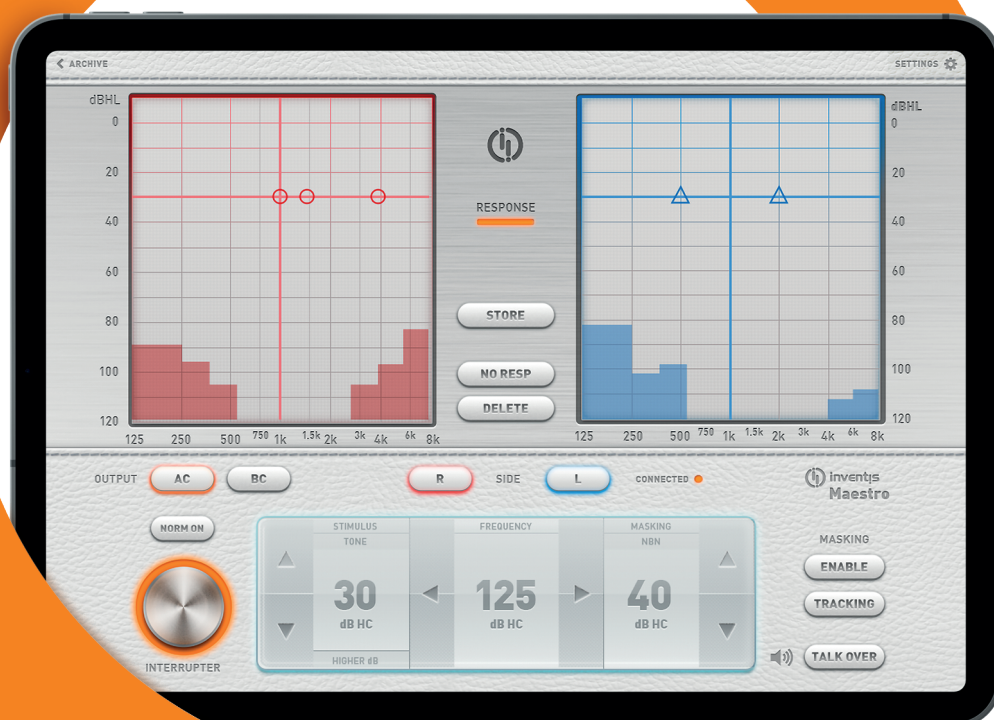 ARCHIVE
SETTINGS
dBHL
0
20
40
60
80
100
120
125 250 500 750 1k 1.5k 2k 3k 4k 6k 8k
RESPONSE
STORE
NO RESP
DELETE
dBHL
0
20
40
60
80
100
120
125 250 500 750 1k 1.5k 2k 3k 4k 6k 8k
OUTPUT AC BC
R SIDE L
CONNECTED
inventis
Maestro
NORM ON
INTERRUPTER
STIMULUS
TONE
30
dB HC
HIGHER dB
FREQUENCY
125
dB HC
MASKING
NBN
40
dB HC
MASKING
ENABLE
TRACKING
TALK OVER